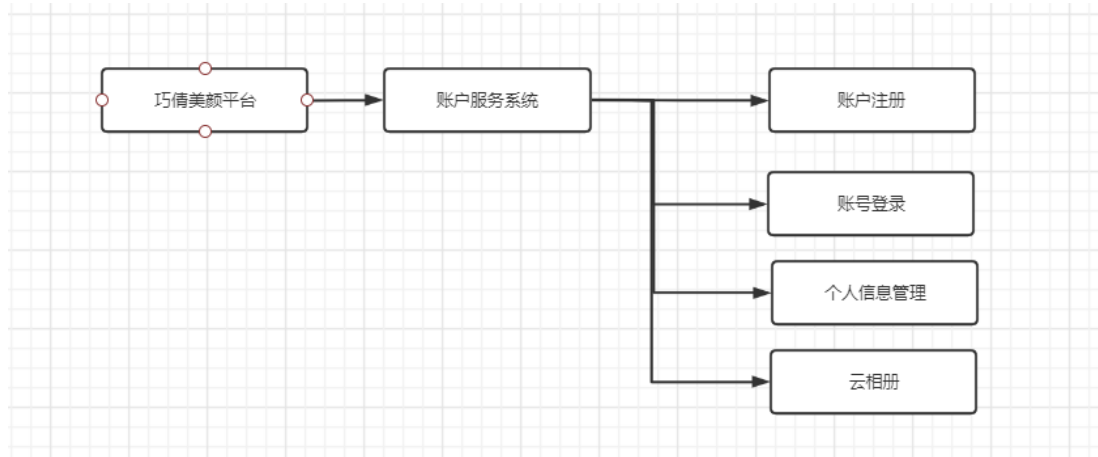 巧倩美颜平台
账户服务系统
账户注册
账号登录
个人信息管理
云相册